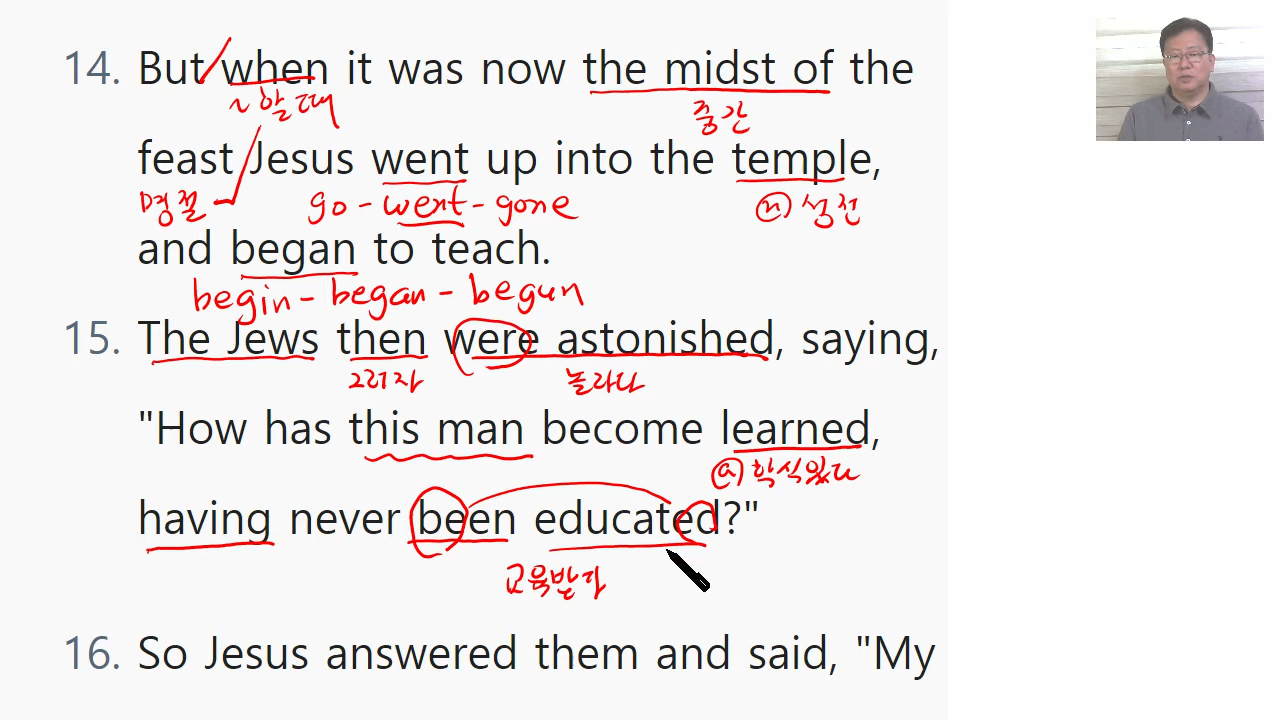 14. But when it was now the midst of the
~할 때 중간
feast Jesus went up into the temple,
명절 go - went - gone ⓝ 성전
and began to teach.
begin - began - begun
15. The Jews then were astonished, saying,
그러자 놀라다
"How has this man become learned,
ⓐ 학식있다
having never been educated?"
교육받다
16. So Jesus answered them and said, "My